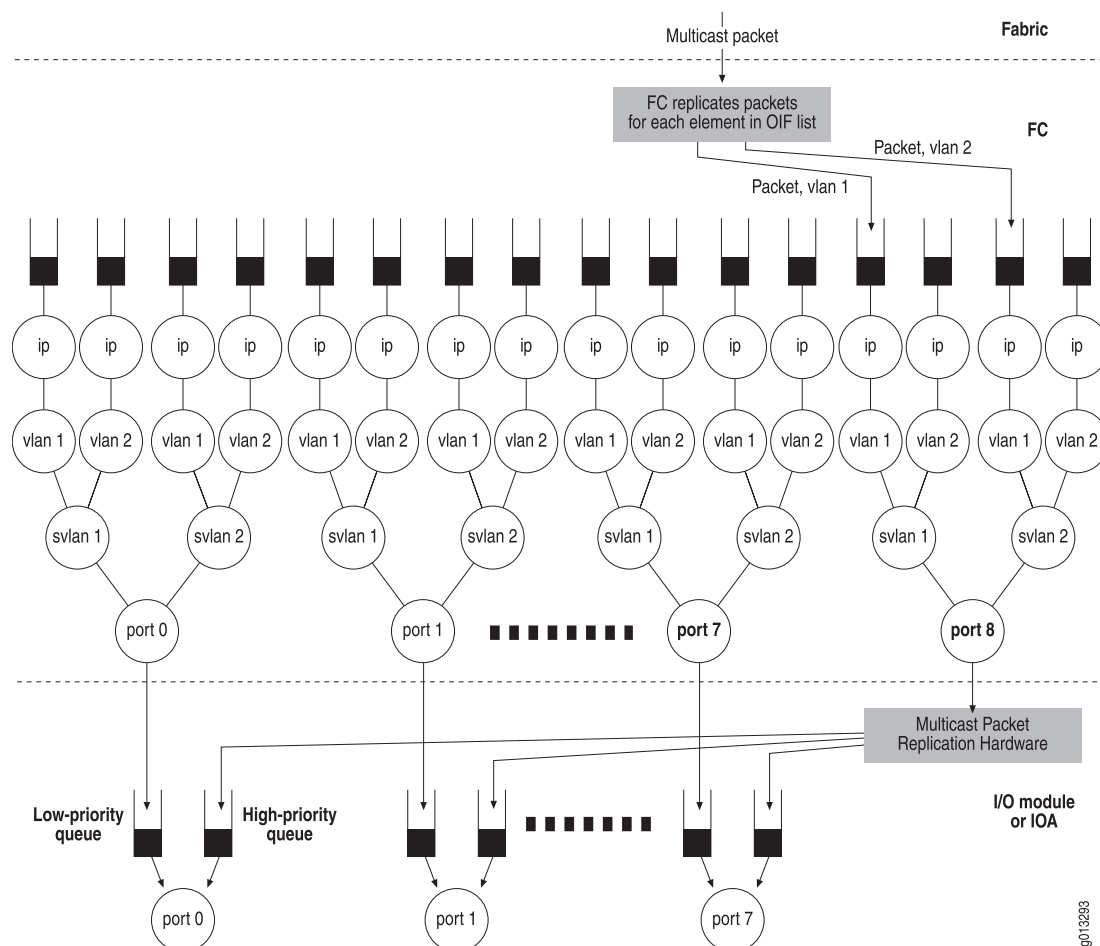 Fabric
Multicast packet
FC replicates packets
for each element in OIF list
FC
Packet, vlan 2
Packet, vlan 1
ip ip ip ip ip ip ip ip ip ip ip ip ip ip ip ip
vlan 1 vlan 2 vlan 1 vlan 2 vlan 1 vlan 2 vlan 1 vlan 2 vlan 1 vlan 2 vlan 1 vlan 2 vlan 1 vlan 2 vlan 1 vlan 2
svlan 1 svlan 2 svlan 1 svlan 2 svlan 1 svlan 2 svlan 1 svlan 2
port 0 port 1 port 7 port 8
Multicast Packet
Replication Hardware
Low-priority
queue
High-priority
queue
I/O module
or IOA
port 0 port 1 port 7
g013293